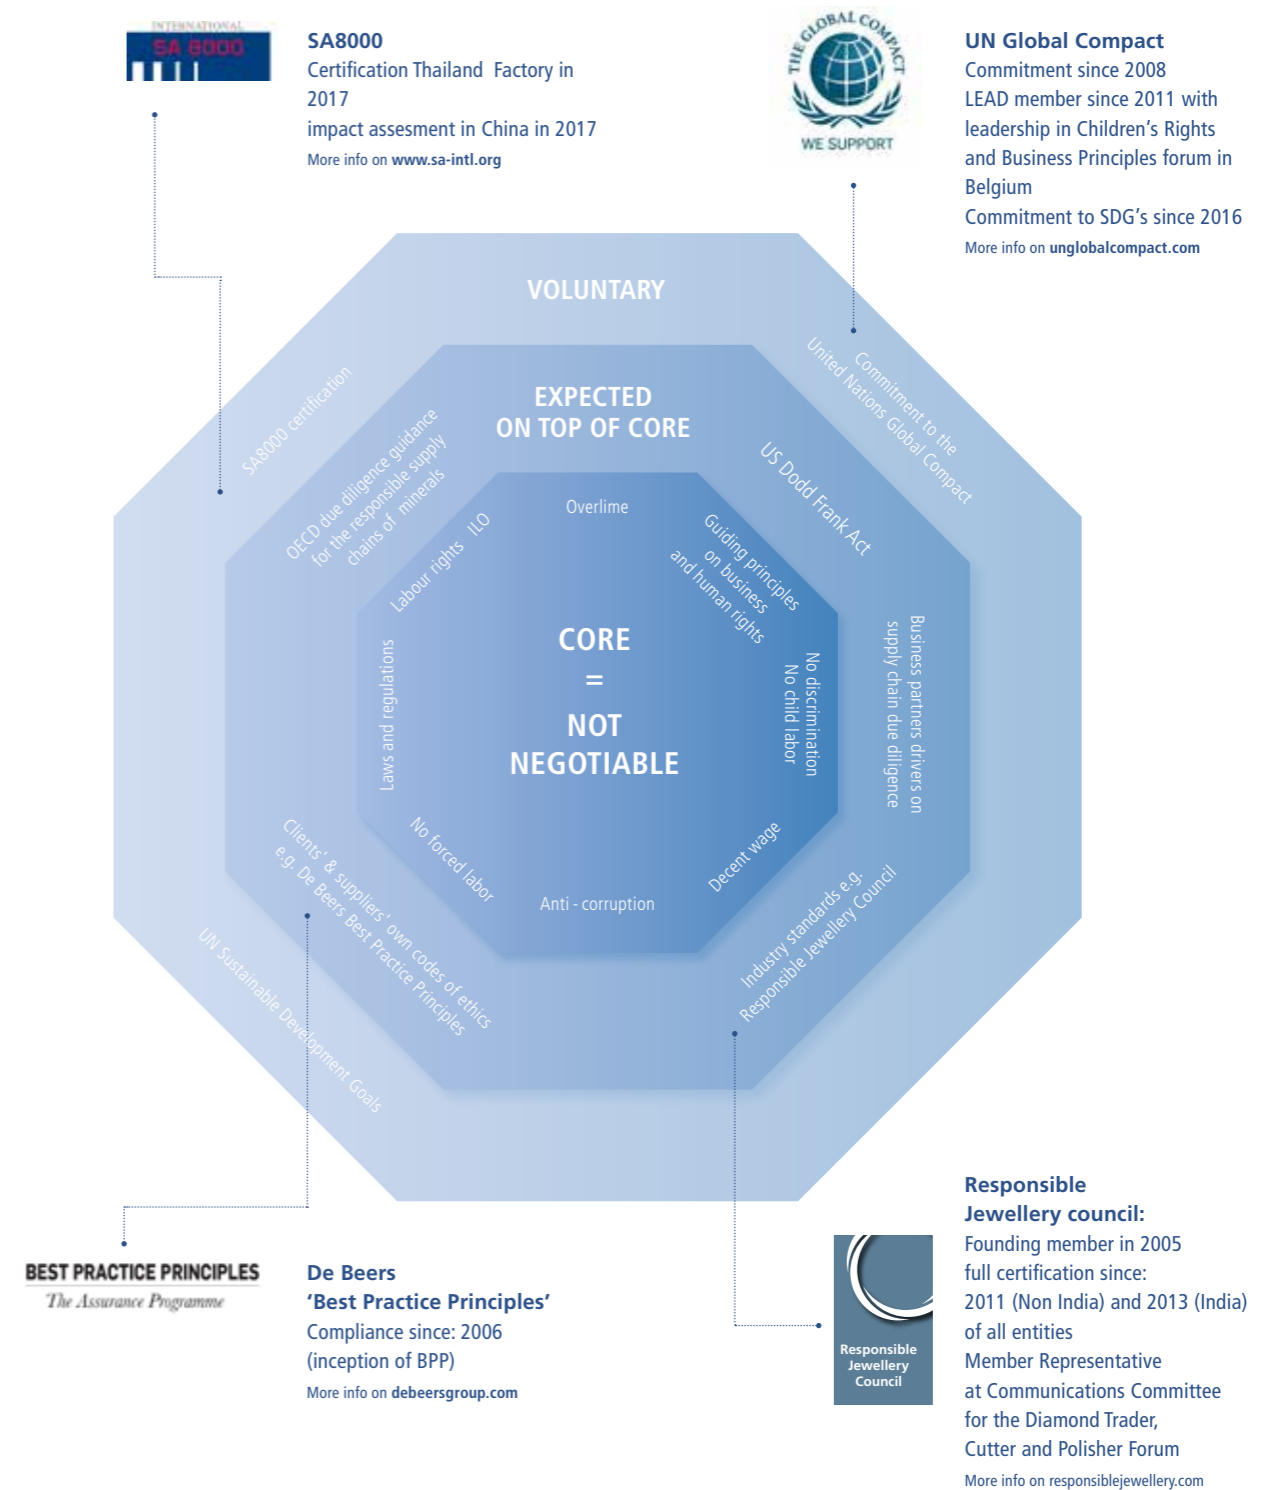 INTERNATIONAL
SA 8000
SA8000
Certification Thailand Factory in
2017
impact assesment in China in 2017
More info on www.sa-intl.org
THE GLOBAL COMPACT
WE SUPPORT
UN Global Compact
Commitment since 2008
LEAD member since 2011 with
leadership in Children's Rights
and Business Principles forum in
Belgium
Commitment to SDG's since 2016
More info on unglobalcompact.com
VOLUNTARY
SA8000 certification
Commitment to the
United Nations Global Compact
UN Sustainable Development Goals
EXPECTED
ON TOP OF CORE
OECD due diligence guidance
for the responsible supply
chains of minerals
US Dodd Frank Act
Business partners drivers on
supply chain due diligence
Industry standards e.g.
Responsible Jewellery Council
Clients' & suppliers' own codes of ethics
e.g. De Beers Best Practice Principles
Overlime
Labour rights ILO
Guiding principles
on business
and human rights
Laws and regulations
No discrimination
No child labor
No forced labor
Decent wage
Anti - corruption
CORE
=
NOT
NEGOTIABLE
BEST PRACTICE PRINCIPLES
The Assurance Programme
De Beers
‘Best Practice Principles’
Compliance since: 2006
(inception of BPP)
More info on debeersgroup.com
Responsible
Jewellery
Council
Responsible
Jewellery council:
Founding member in 2005
full certification since:
2011 (Non India) and 2013 (India)
of all entities
Member Representative
at Communications Committee
for the Diamond Trader,
Cutter and Polisher Forum
More info on responsiblejewellery.com